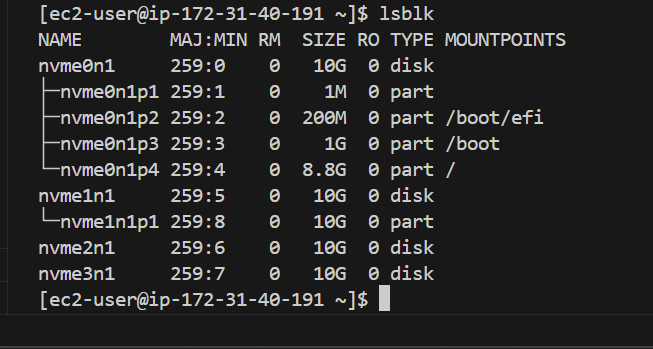 [ec2-user@ip-172-31-40-191 ~]$ lsblk
NAME        MAJ:MIN RM  SIZE RO TYPE MOUNTPOINTS
nvme0n1     259:0    0   10G  0 disk
├─nvme0n1p1 259:1    0    1M  0 part
├─nvme0n1p2 259:2    0  200M  0 part /boot/efi
├─nvme0n1p3 259:3    0    1G  0 part /boot
└─nvme0n1p4 259:4    0  8.8G  0 part /
nvme1n1     259:5    0   10G  0 disk
└─nvme1n1p1 259:8    0   10G  0 part
nvme2n1     259:6    0   10G  0 disk
nvme3n1     259:7    0   10G  0 disk
[ec2-user@ip-172-31-40-191 ~]$